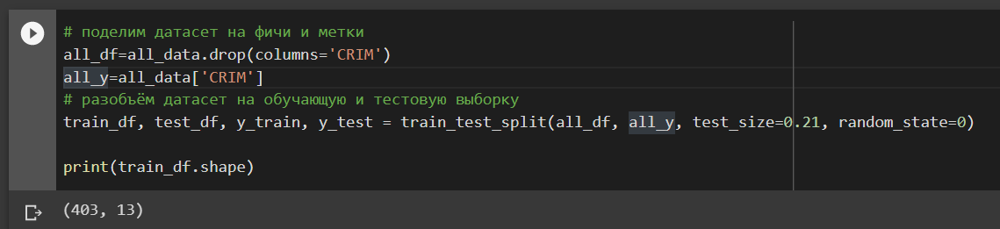 # поделим датасет на фичи и метки
all_df=all_data.drop(columns='CRIM')
all_y=all_data['CRIM']
# разобъём датасет на обучающую и тестовую выборку
train_df, test_df, y_train, y_test = train_test_split(all_df, all_y, test_size=0.21, random_state=0)
print(train_df.shape)
(403, 13)